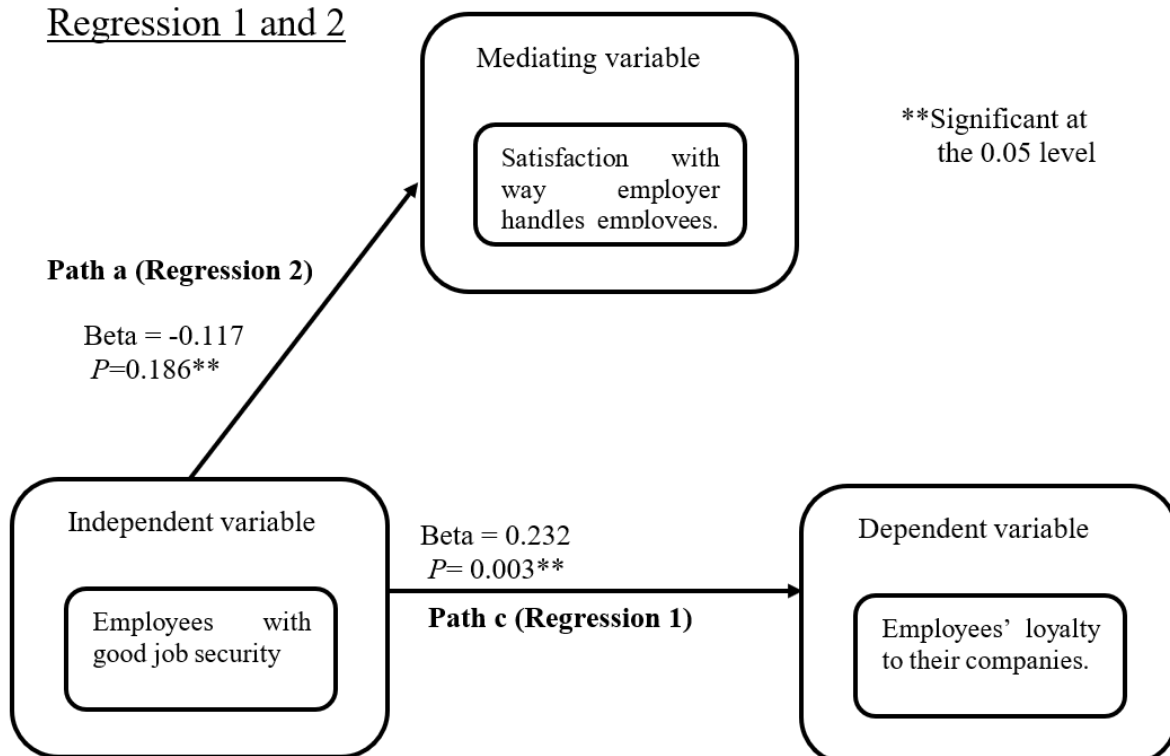 Regression 1 and 2
Mediating variable
**Significant at
the 0.05 level
Satisfaction with
way employer
handles employees.
Path a (Regression 2)
Beta = -0.117
P=0.186**
Independent variable
Employees with
good job security
Beta = 0.232
P= 0.003**
Path c (Regression 1)
Dependent variable
Employees’ loyalty
to their companies.